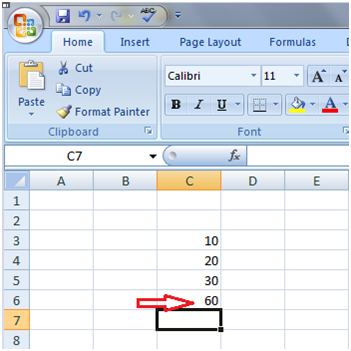 ABC
Home Insert Page Layout Formulas
Paste
Cut
Copy
Format Painter
Clipboard
Calibri 11 A A
B I U A
Font
C7 fx
A B C D E
1
2
3 10
4 20
5 30
6 60
7
8